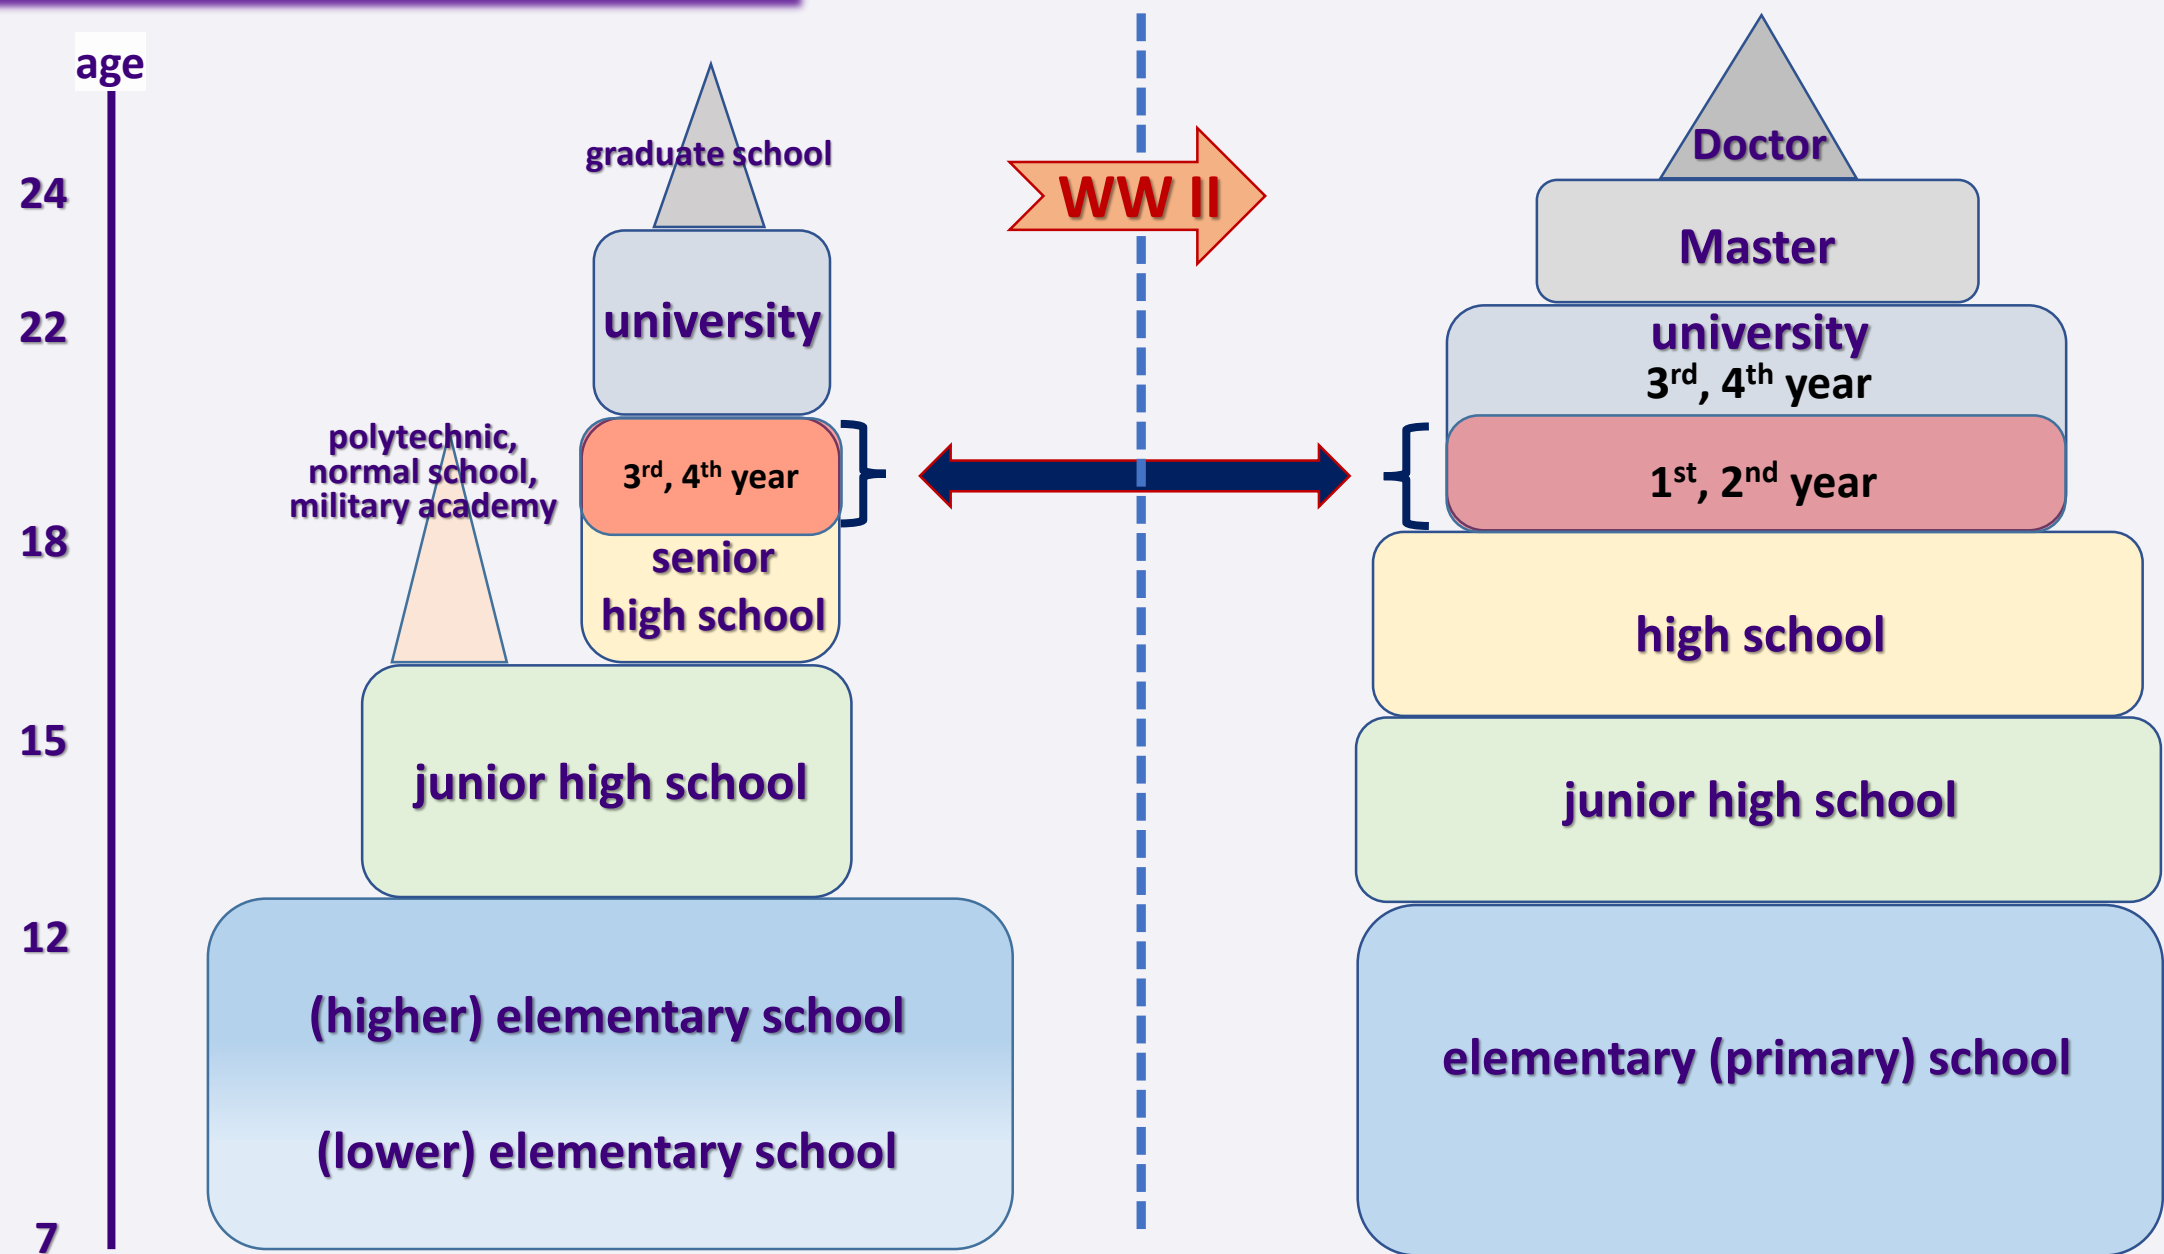 age
24
22
18
15
12
7
graduate school
university
polytechnic,
normal school,
military academy
3rd, 4th year
senior
high school
junior high school
(higher) elementary school
(lower) elementary school
WW II
Doctor
Master
university
3rd, 4th year
1st, 2nd year
high school
junior high school
elementary (primary) school